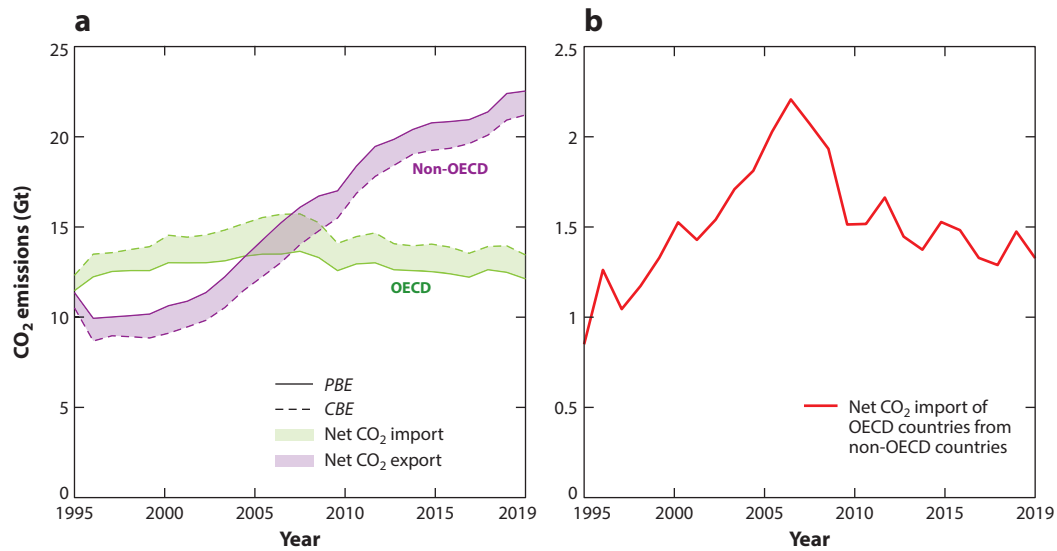 a
CO2 emissions (Gt)
25
20
15
10
5
0
1995
2000
2005
2010
2015
2019
Year
Non-OECD
OECD
PBE
CBE
Net CO2 import
Net CO2 export
b
2.5
2
1.5
1
0.5
0
1995
2000
2005
2010
2015
2019
Year
Net CO2 import of
OECD countries from
non-OECD countries